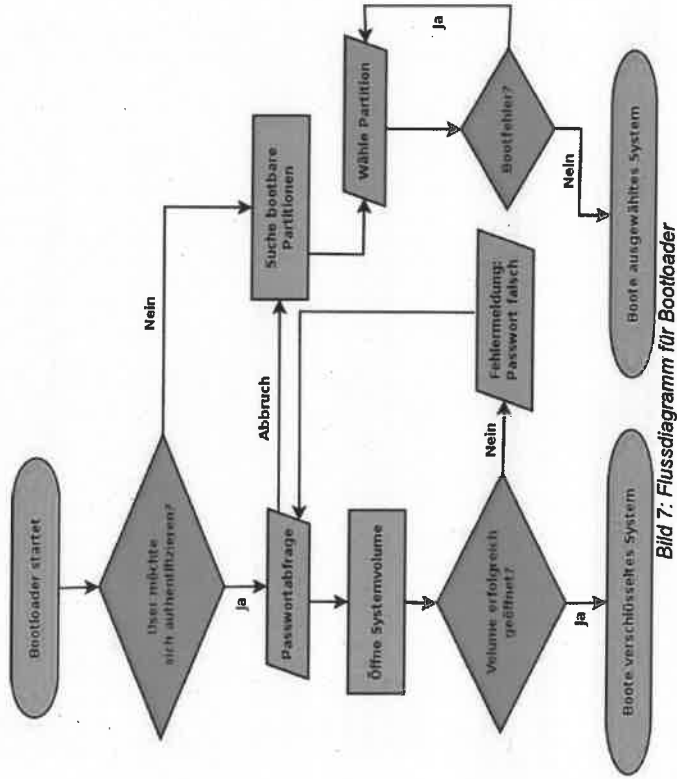 Bootloader startet
User möchte
sich authentifizieren?
Nein
Ja
Passwortabfrage
Abbruch
Suche bootbare
Partitionen
Öffne Systemvolume
Wähle Partition
Volume erfolgreich
geöffnet?
Nein
Fehlermeldung:
Passwort falsch
Bootfehler?
Ja
Ja
Nein
Boote verschlüsseltes System
Boote ausgewähltes System
Bild 7: Flussdiagramm für Bootloader